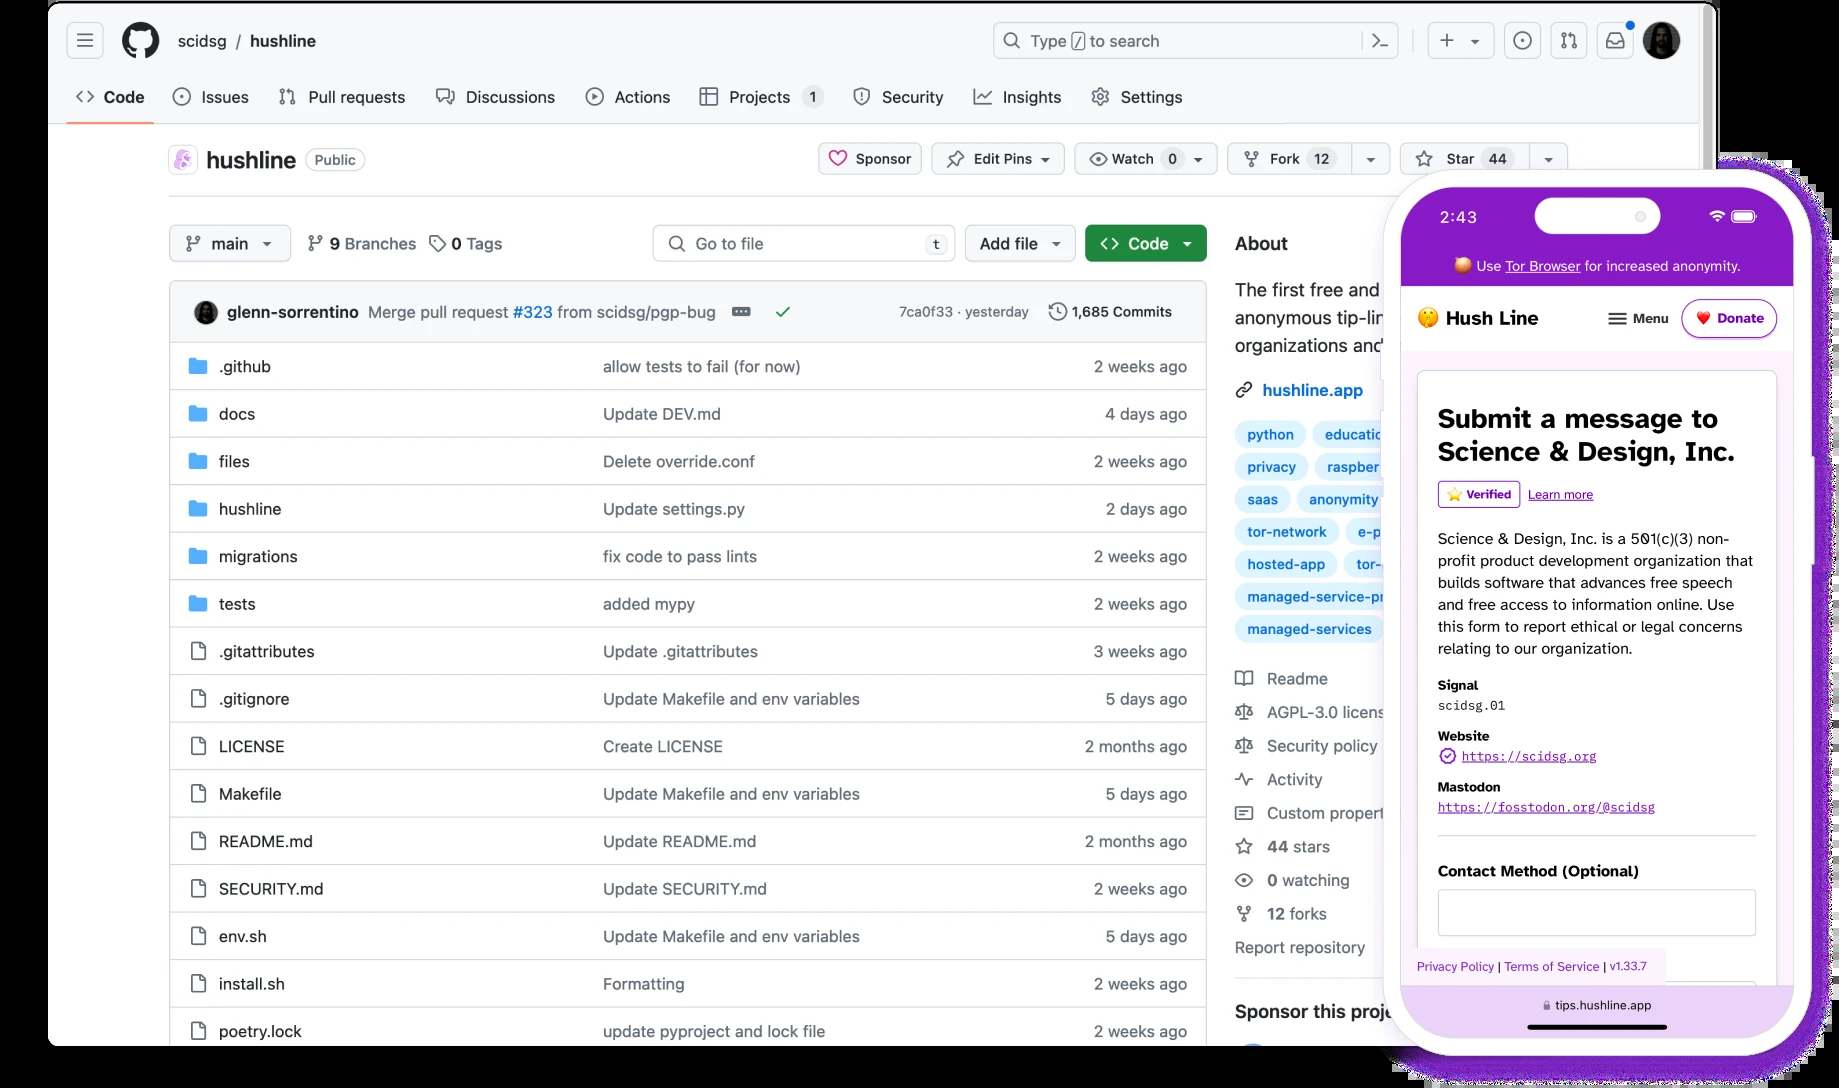 scidsg / hushline
Type / to search
Code Issues Pull requests Discussions Actions Projects 1 Security Insights Settings
hushline Public
Sponsor Edit Pins Watch 0 Fork 12 Star 44
main 9 Branches 0 Tags Go to file t Add file Code
glenn-sorrentino Merge pull request #323 from scidsg/pgp-bug 7ca0f33 · yesterday 1,685 Commits
.github allow tests to fail (for now) 2 weeks ago
docs Update DEV.md 4 days ago
files Delete override.conf 2 weeks ago
hushline Update settings.py 2 days ago
migrations fix code to pass lints 2 weeks ago
tests added mypy 2 weeks ago
.gitattributes Update .gitattributes 3 weeks ago
.gitignore Update Makefile and env variables 5 days ago
LICENSE Create LICENSE 2 months ago
Makefile Update Makefile and env variables 5 days ago
README.md Update README.md 2 months ago
SECURITY.md Update SECURITY.md 2 weeks ago
env.sh Update Makefile and env variables 5 days ago
install.sh Formatting 2 weeks ago
poetry.lock update pyproject and lock file 2 weeks ago
About
The first free and
anonymous tip-lin
organizations and
hushline.app
python educatio
privacy raspber
saas anonymity
tor-network e-p
hosted-app tor-
managed-service-pr
managed-services
Readme
AGPL-3.0 licens
Security policy
Activity
Custom propert
44 stars
0 watching
12 forks
Report repository
Sponsor this proje
2:43
Use Tor Browser for increased anonymity.
Hush Line Menu Donate
Submit a message to
Science & Design, Inc.
Verified Learn more
Science & Design, Inc. is a 501(c)(3) non-
profit product development organization that
builds software that advances free speech
and free access to information online. Use
this form to report ethical or legal concerns
relating to our organization.
Signal
scidsg.01
Website
https://scidsg.org
Mastodon
https://fosstodon.org/@scidsg
Contact Method (Optional)
Privacy Policy | Terms of Service | v1.33.7
tips.hushline.app